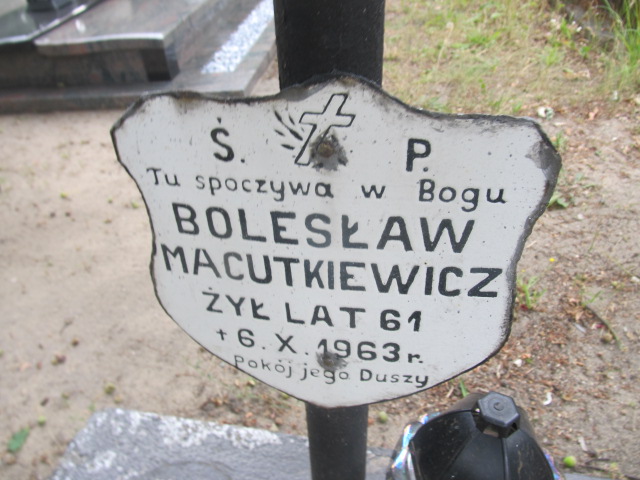 Ś. P.
Tu spoczywa w Bogu
BOLESŁAW
MACUTKIEWICZ
ŻYŁ LAT 61
+ 6. X. 1963 r.
Pokój jego Duszy